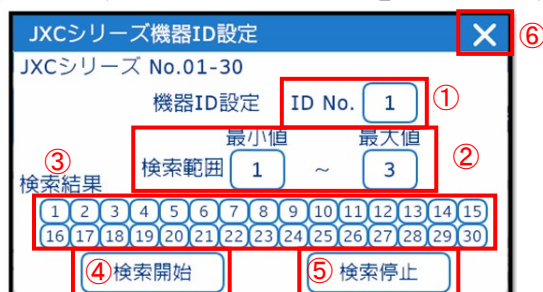 JXCシリーズ機器ID設定 ⑥
JXCシリーズ No.01-30
機器ID設定 ID No. 1 ①
最小値 最大値
検索範囲 1 ~ 3 ②
③
検索結果
1 2 3 4 5 6 7 8 9 10 11 12 13 14 15
16 17 18 19 20 21 22 23 24 25 26 27 28 29 30
④ 検索開始 ⑤ 検索停止